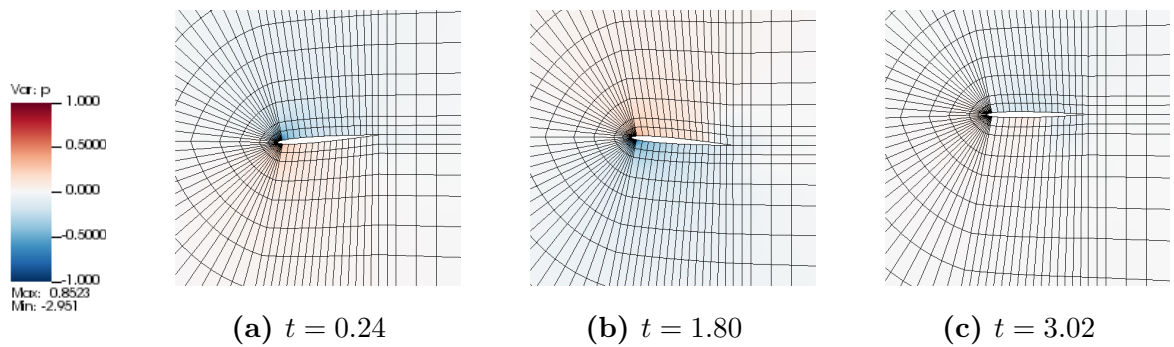 Var: p
1.000
0.5000
0.000
-0.5000
-1.000
Max: 0.8523
Min: -2.951
(a) t = 0.24
(b) t = 1.80
(c) t = 3.02